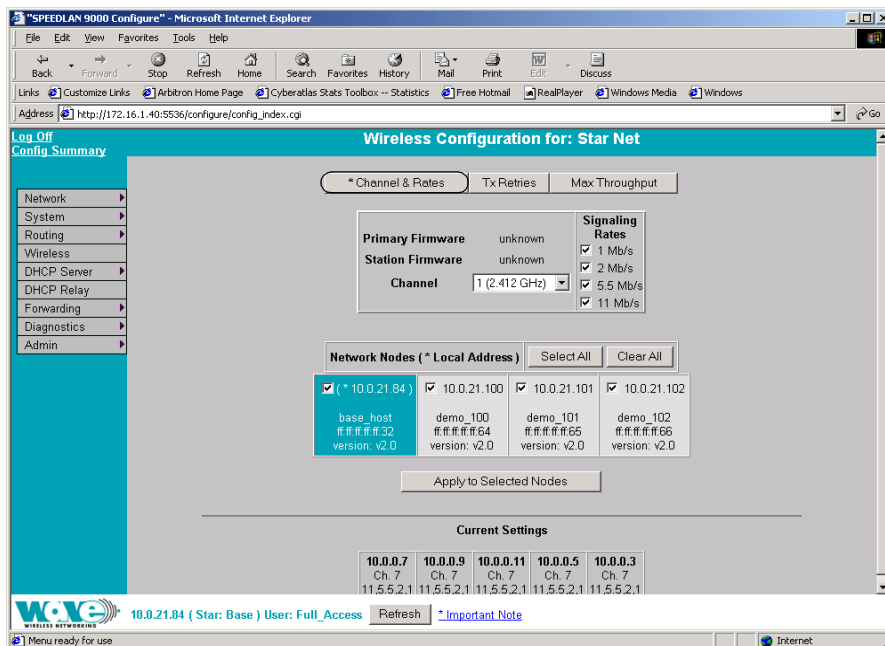 "SPEEDLAN 9000 Configure" - Microsoft Internet Explorer
File Edit View Favorites Tools Help
Back Forward Stop Refresh Home Search Favorites History Mail Print Edit Discuss
Links Customize Links Arbitron Home Page Cyberatlas Stats Toolbox -- Statistics Free Hotmail RealPlayer Windows Media Windows
Address http://172.16.1.40:5536/configure/config_index.cgi Go
Log Off
Config Summary
Wireless Configuration for: Star Net
* Channel & Rates Tx Retries Max Throughput
Network
System
Routing
Wireless
DHCP Server
DHCP Relay
Forwarding
Diagnostics
Admin
Primary Firmware unknown
Station Firmware unknown
Channel 1 (2.412 GHz)
Signaling
Rates
1 Mb/s
2 Mb/s
5.5 Mb/s
11 Mb/s
Network Nodes ( * Local Address ) Select All Clear All
( * 10.0.21.84 ) 10.0.21.100 10.0.21.101 10.0.21.102
base_host demo_100 demo_101 demo_102
ff:ff:ff:ff:ff:32 ff:ff:ff:ff:ff:64 ff:ff:ff:ff:ff:65 ff:ff:ff:ff:ff:66
version: v2.0 version: v2.0 version: v2.0 version: v2.0
Apply to Selected Nodes
Current Settings
10.0.0.7 10.0.0.9 10.0.0.11 10.0.0.5 10.0.0.3
Ch. 7 Ch. 7 Ch. 7 Ch. 7 Ch. 7
11,5.5,2,1 11,5.5,2,1 11,5.5,2,1 11,5.5,2,1 11,5.5,2,1
WAVE
WIRELESS NETWORKING
10.0.21.84 ( Star: Base ) User: Full_Access Refresh * Important Note
Menu ready for use Internet